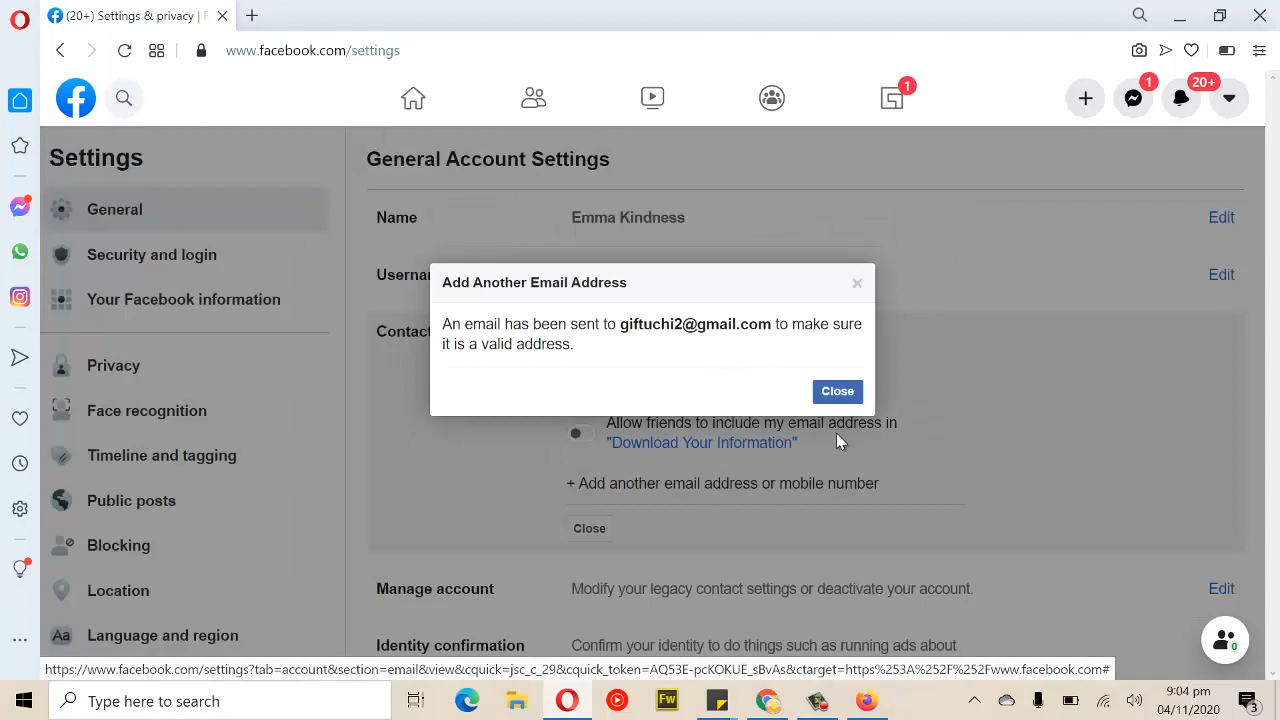 (20+) Settings & privacy | F
www.facebook.com/settings
1
1
20+
Settings
General
Security and login
Your Facebook information
Privacy
Face recognition
Timeline and tagging
Public posts
Blocking
Location
Aa Language and region
General Account Settings
Name Emma Kindness Edit
Edit
Contact
Add Another Email Address
An email has been sent to giftuchi2@gmail.com to make sure
it is a valid address.
Close
Allow friends to include my email address in
"Download Your Information"
+ Add another email address or mobile number
Close
Manage account Modify your legacy contact settings or deactivate your account. Edit
Identity confirmation Confirm your identity to do things such as running ads about
0
https://www.facebook.com/settings?tab=account&section=email&view&cquick=jsc_c_29&cquick_token=AQ53E-pcKOKUE_sBvAs&ctarget=https%253A%252F%252Fwww.facebook.com#
Type here to search
Fw
9:04 pm
04/11/2020
3